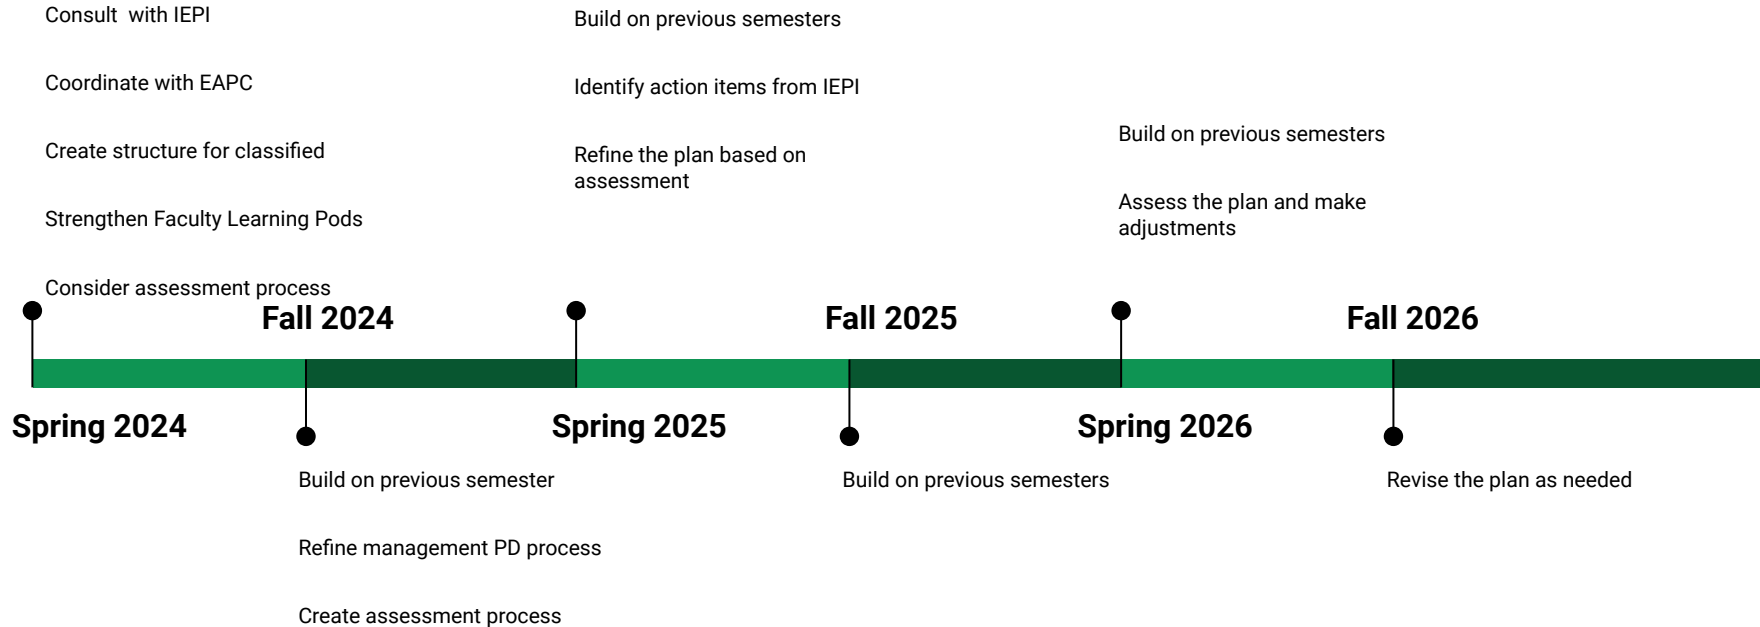 Consult  with IEPI
Coordinate with EAPC
Create structure for classified
Strengthen Faculty Learning Pods
Consider assessment process
Build on previous semesters
Identify action items from IEPI
Refine the plan based on
assessment
Build on previous semesters
Assess the plan and make
adjustments
Fall 2024
Fall 2025
Fall 2026
Spring 2024
Spring 2025
Spring 2026
Build on previous semester
Refine management PD process
Create assessment process
Build on previous semesters
Revise the plan as needed